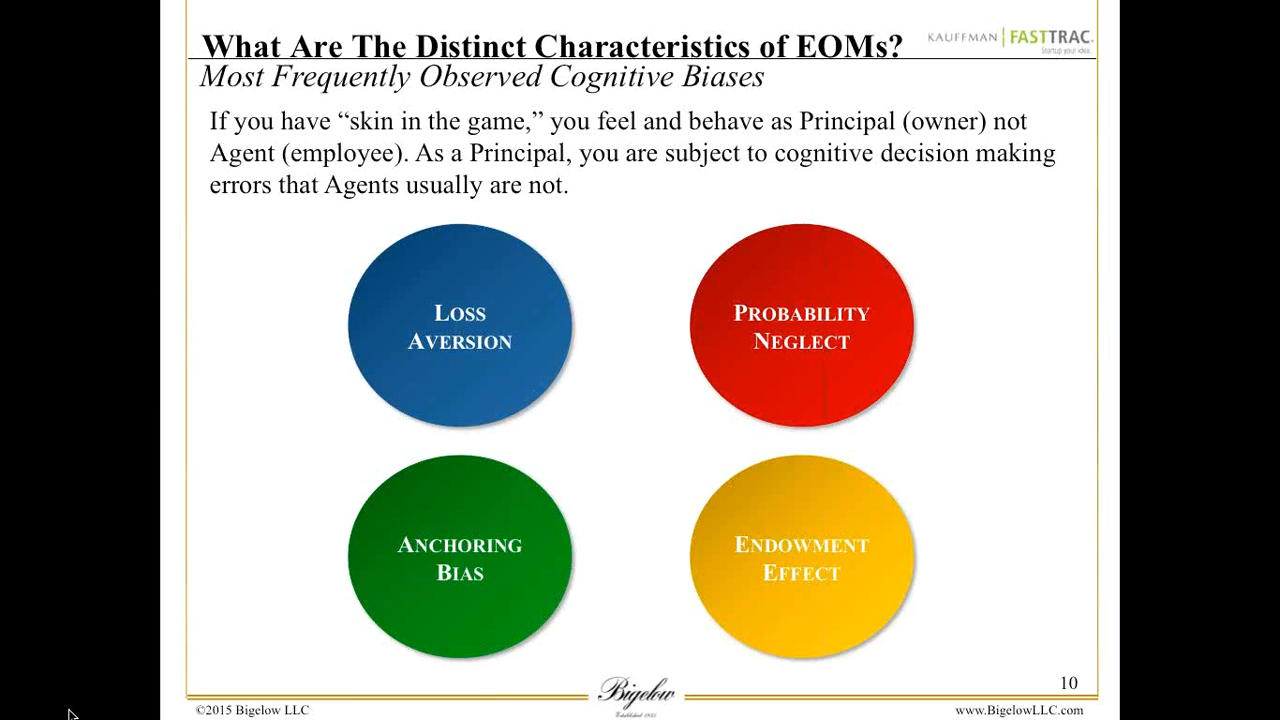 What Are The Distinct Characteristics of EOMs?
KAUFFMAN | FASTTRAC.
Startup your idea.
Most Frequently Observed Cognitive Biases
If you have “skin in the game,” you feel and behave as Principal (owner) not
Agent (employee). As a Principal, you are subject to cognitive decision making
errors that Agents usually are not.
LOSS
AVERSION
PROBABILITY
NEGLECT
ANCHORING
BIAS
ENDOWMENT
EFFECT
10
Bigelow
©2015 Bigelow LLC
www.BigelowLLC.com